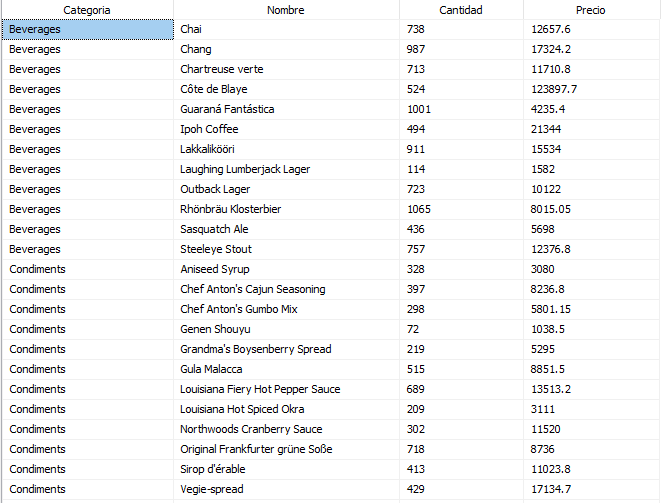 Categoria Nombre Cantidad Precio
Beverages Chai 738 12657.6
Beverages Chang 987 17324.2
Beverages Chartreuse verte 713 11710.8
Beverages Côte de Blaye 524 123897.7
Beverages Guaraná Fantástica 1001 4235.4
Beverages Ipoh Coffee 494 21344
Beverages Lakkalikööri 911 15534
Beverages Laughing Lumberjack Lager 114 1582
Beverages Outback Lager 723 10122
Beverages Rhönbräu Klosterbier 1065 8015.05
Beverages Sasquatch Ale 436 5698
Beverages Steeleye Stout 757 12376.8
Condiments Aniseed Syrup 328 3080
Condiments Chef Anton's Cajun Seasoning 397 8236.8
Condiments Chef Anton's Gumbo Mix 298 5801.15
Condiments Genen Shouyu 72 1038.5
Condiments Grandma's Boysenberry Spread 219 5295
Condiments Gula Malacca 515 8851.5
Condiments Louisiana Fiery Hot Pepper Sauce 689 13513.2
Condiments Louisiana Hot Spiced Okra 209 3111
Condiments Northwoods Cranberry Sauce 302 11520
Condiments Original Frankfurter grüne Soße 718 8736
Condiments Sirop d'érable 413 11023.8
Condiments Vegie-spread 429 17134.7